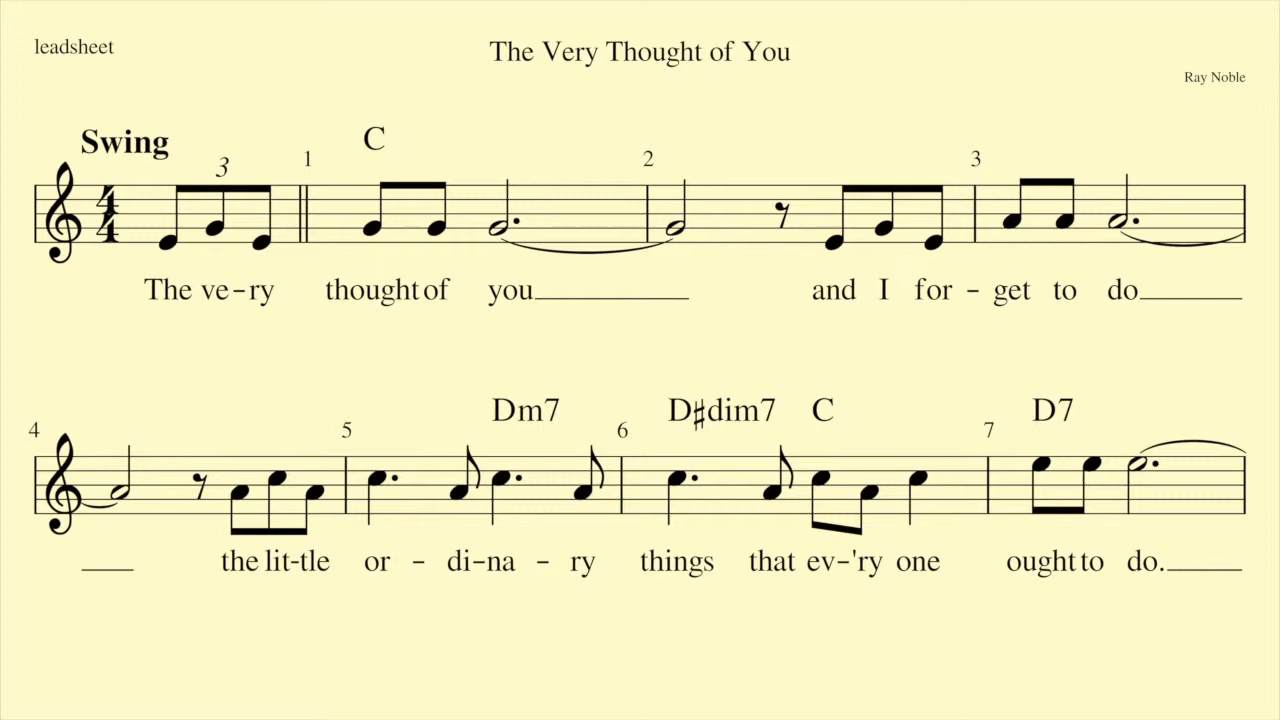 leadsheet
The Very Thought of You
Ray Noble
Swing
3
1
C
2
3
4
4
The ve-ry thought of you and I for - get to do
4
5
Dm7
6
D♯dim7
C
7
D7
the lit-tle or - di-na - ry things that ev-'ry one ought to do.